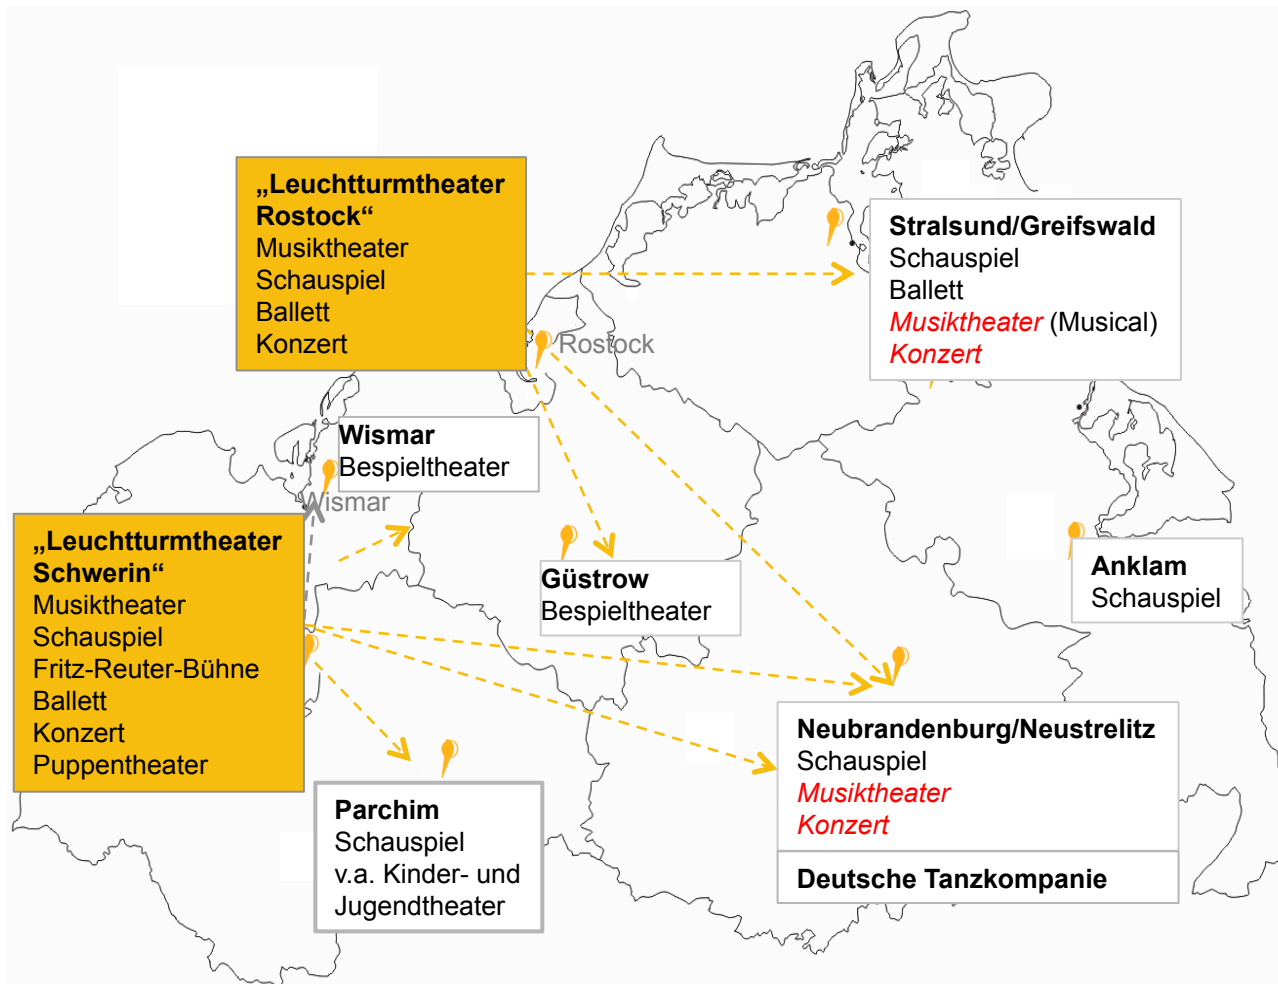 „Leuchtturmtheater
Rostock“
Musiktheater
Schauspiel
Ballett
Konzert
Stralsund/Greifswald
Schauspiel
Ballett
Musiktheater (Musical)
Konzert
Rostock
Wismar
Bespieltheater
Wismar
„Leuchtturmtheater
Schwerin“
Musiktheater
Schauspiel
Fritz-Reuter-Bühne
Ballett
Konzert
Puppentheater
Güstrow
Bespieltheater
Anklam
Schauspiel
Parchim
Schauspiel
v.a. Kinder- und
Jugendtheater
Neubrandenburg/Neustrelitz
Schauspiel
Musiktheater
Konzert
Deutsche Tanzkompanie